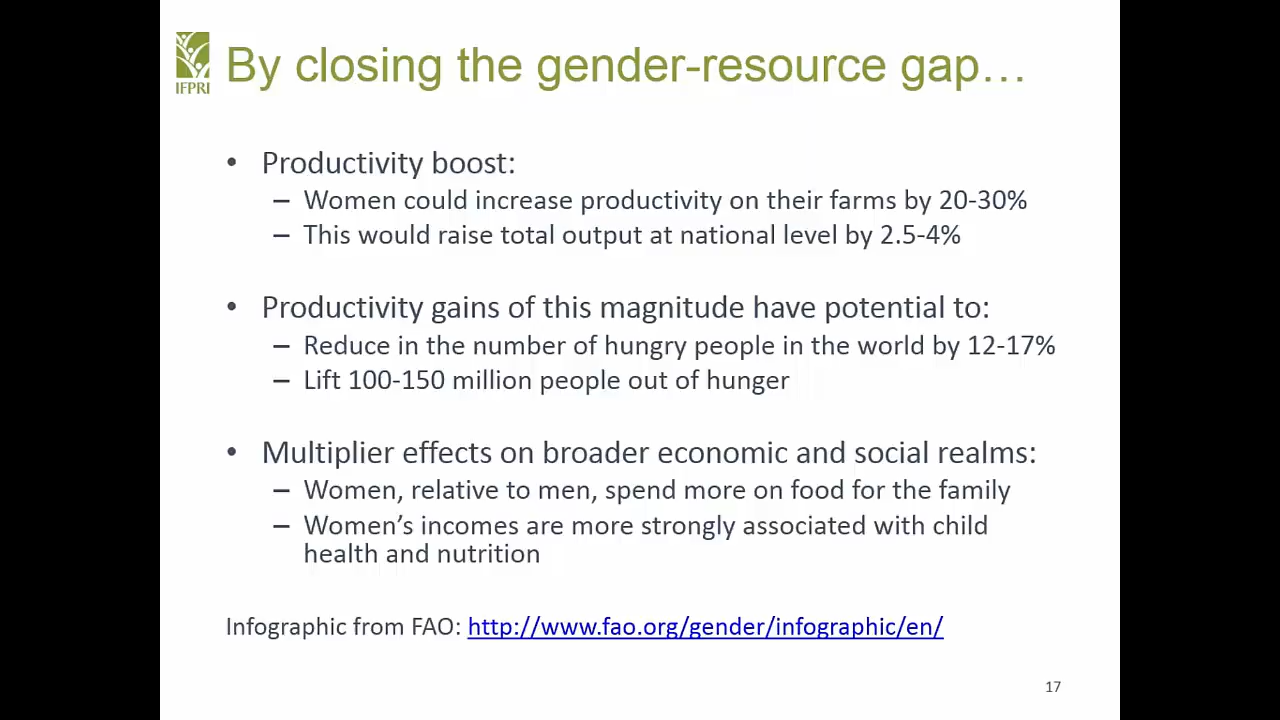 IFPRI
By closing the gender-resource gap…
• Productivity boost:
– Women could increase productivity on their farms by 20-30%
– This would raise total output at national level by 2.5-4%
• Productivity gains of this magnitude have potential to:
– Reduce in the number of hungry people in the world by 12-17%
– Lift 100-150 million people out of hunger
• Multiplier effects on broader economic and social realms:
– Women, relative to men, spend more on food for the family
– Women’s incomes are more strongly associated with child
health and nutrition
Infographic from FAO: http://www.fao.org/gender/infographic/en/
17